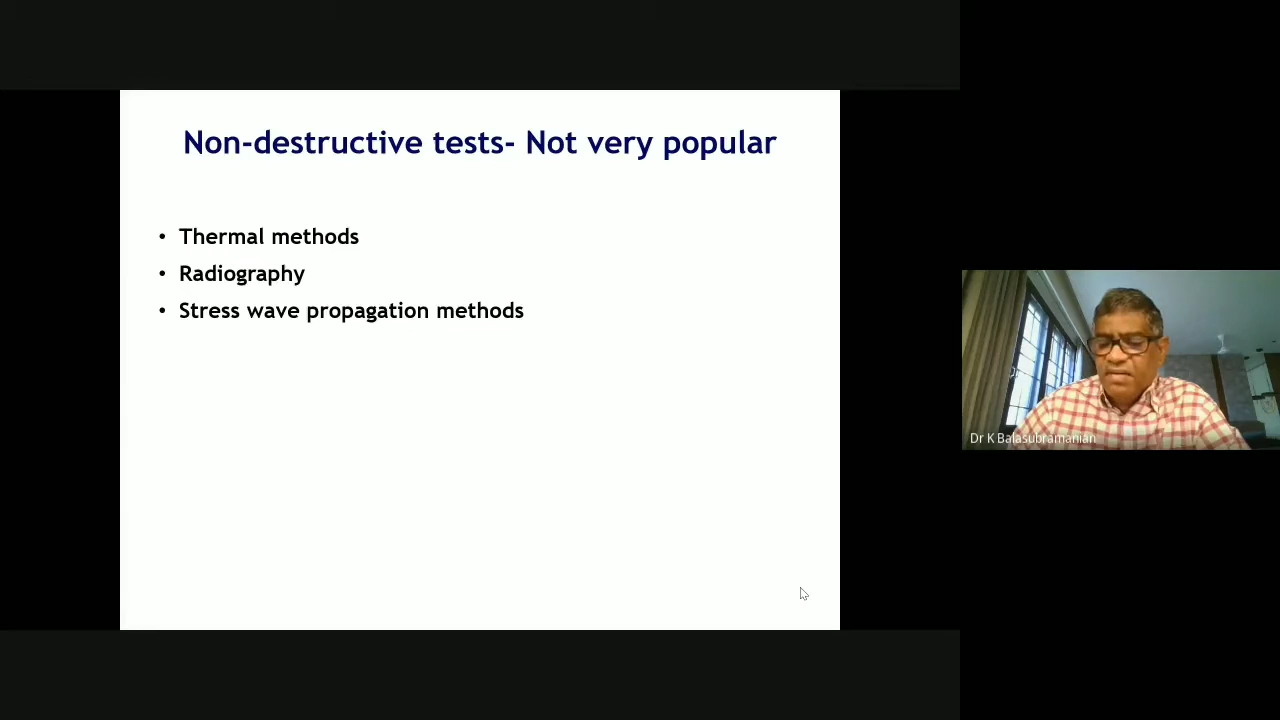 Non-destructive tests- Not very popular
• Thermal methods
• Radiography
• Stress wave propagation methods
Dr K Balasubramanian